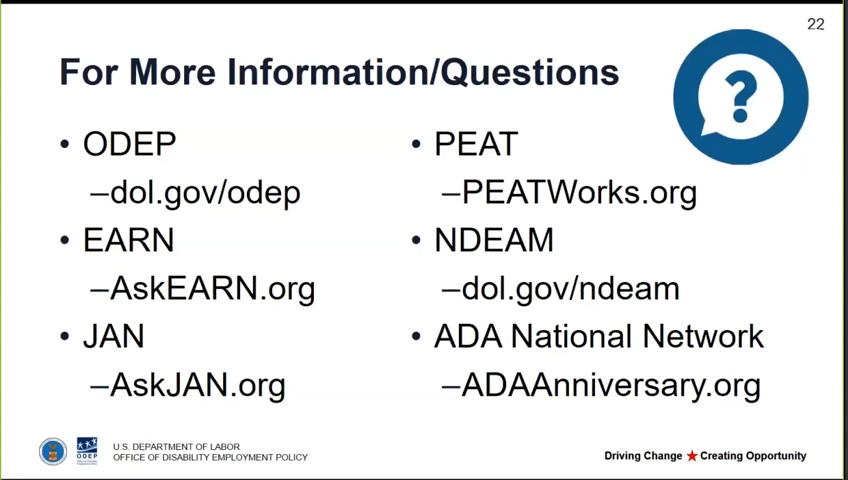 22
For More Information/Questions
• ODEP
–dol.gov/odep
• EARN
–AskEARN.org
• JAN
–AskJAN.org
• PEAT
–PEATWorks.org
• NDEAM
–dol.gov/ndeam
• ADA National Network
–ADAAnniversary.org
?
ODEP
U.S. DEPARTMENT OF LABOR
OFFICE OF DISABILITY EMPLOYMENT POLICY
Driving Change ★ Creating Opportunity